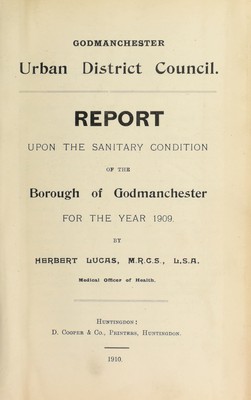 GODMANCHESTER
Urban District Council.
REPORT
UPON THE SANITARY CONDITION
OF THE
Borough of Godmanchester
FOR THE YEAR 1909.
BY
HERBERT LUCAS, M.R.C.S., L.S.A.
Medical Officer of Health.
HUNTINGDON:
D. COOPER & CO., PRINTERS, HUNTINGDON.
1910.